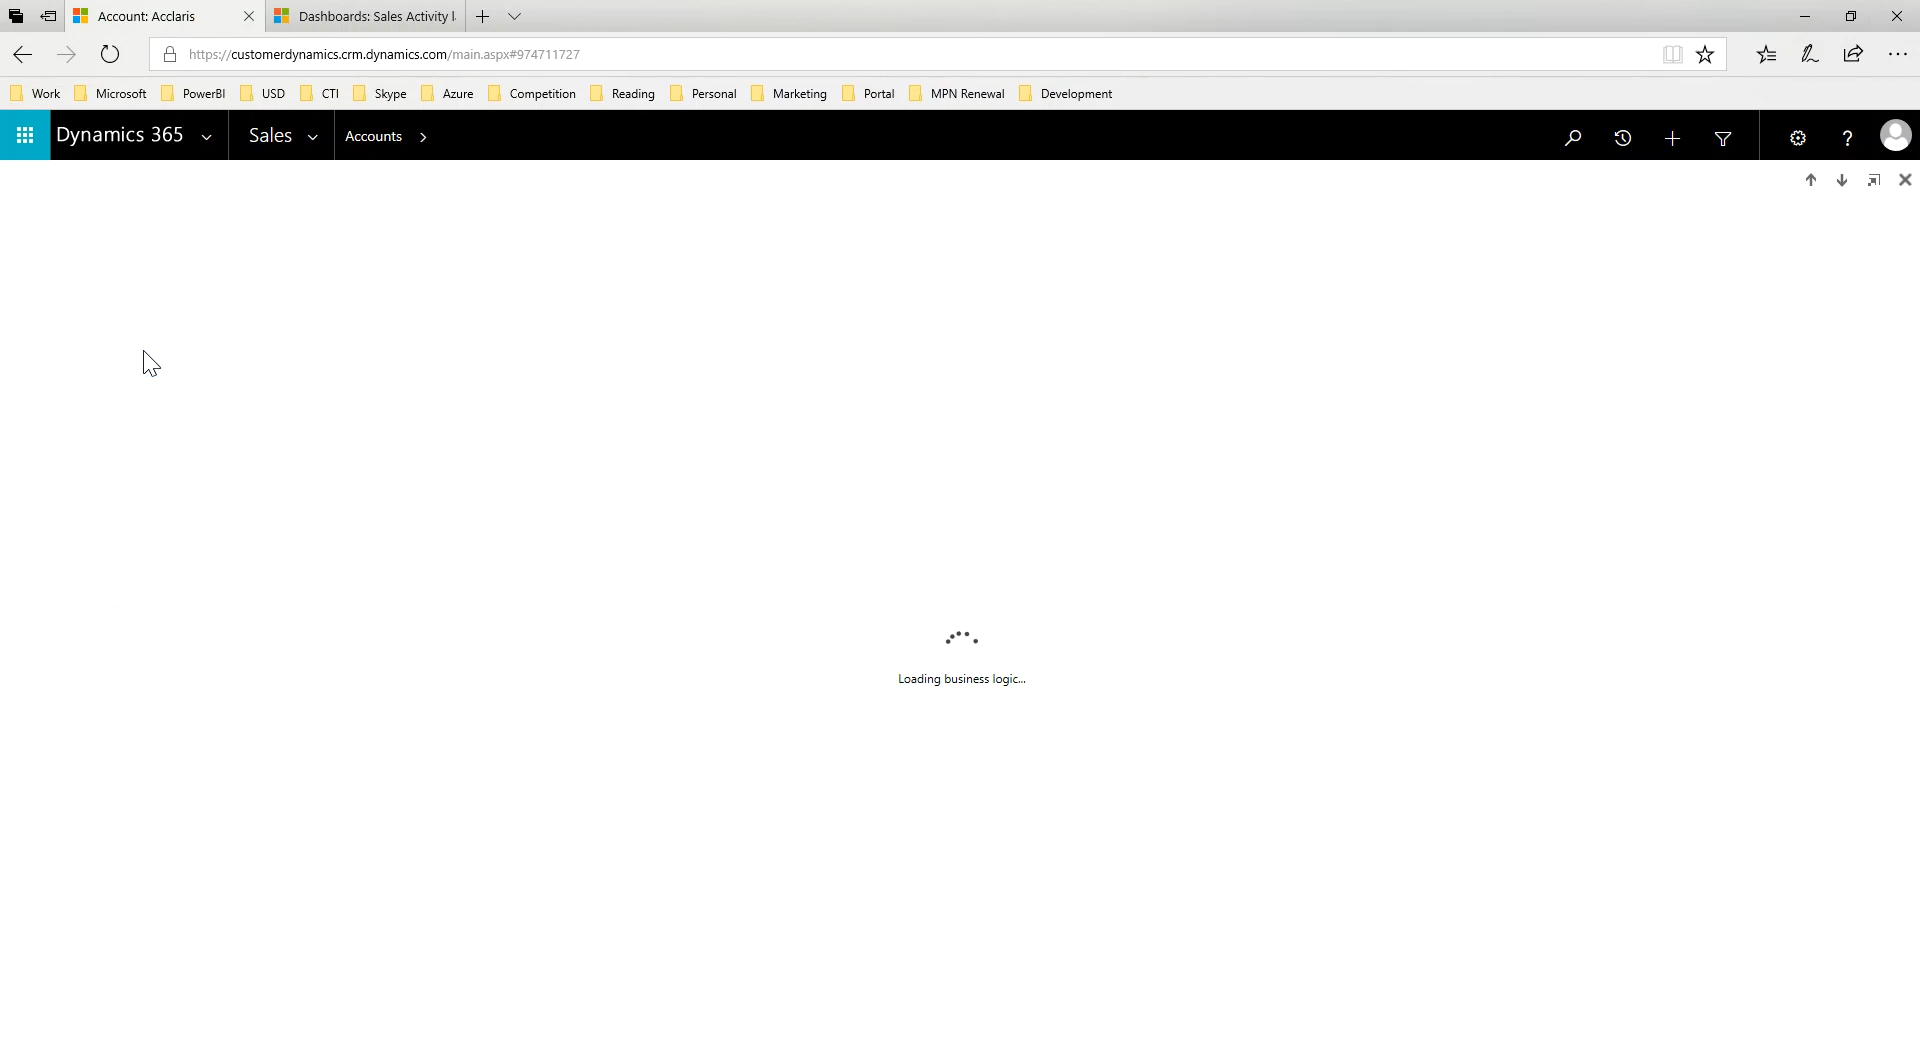 Account: Acclaris
Dashboards: Sales Activity
https://customerdynamics.crm.dynamics.com/main.aspx#974711727
Work Microsoft PowerBI USD CTI Skype Azure Competition Reading Personal Marketing Portal MPN Renewal Development
Dynamics 365 Sales Accounts
Loading business logic...